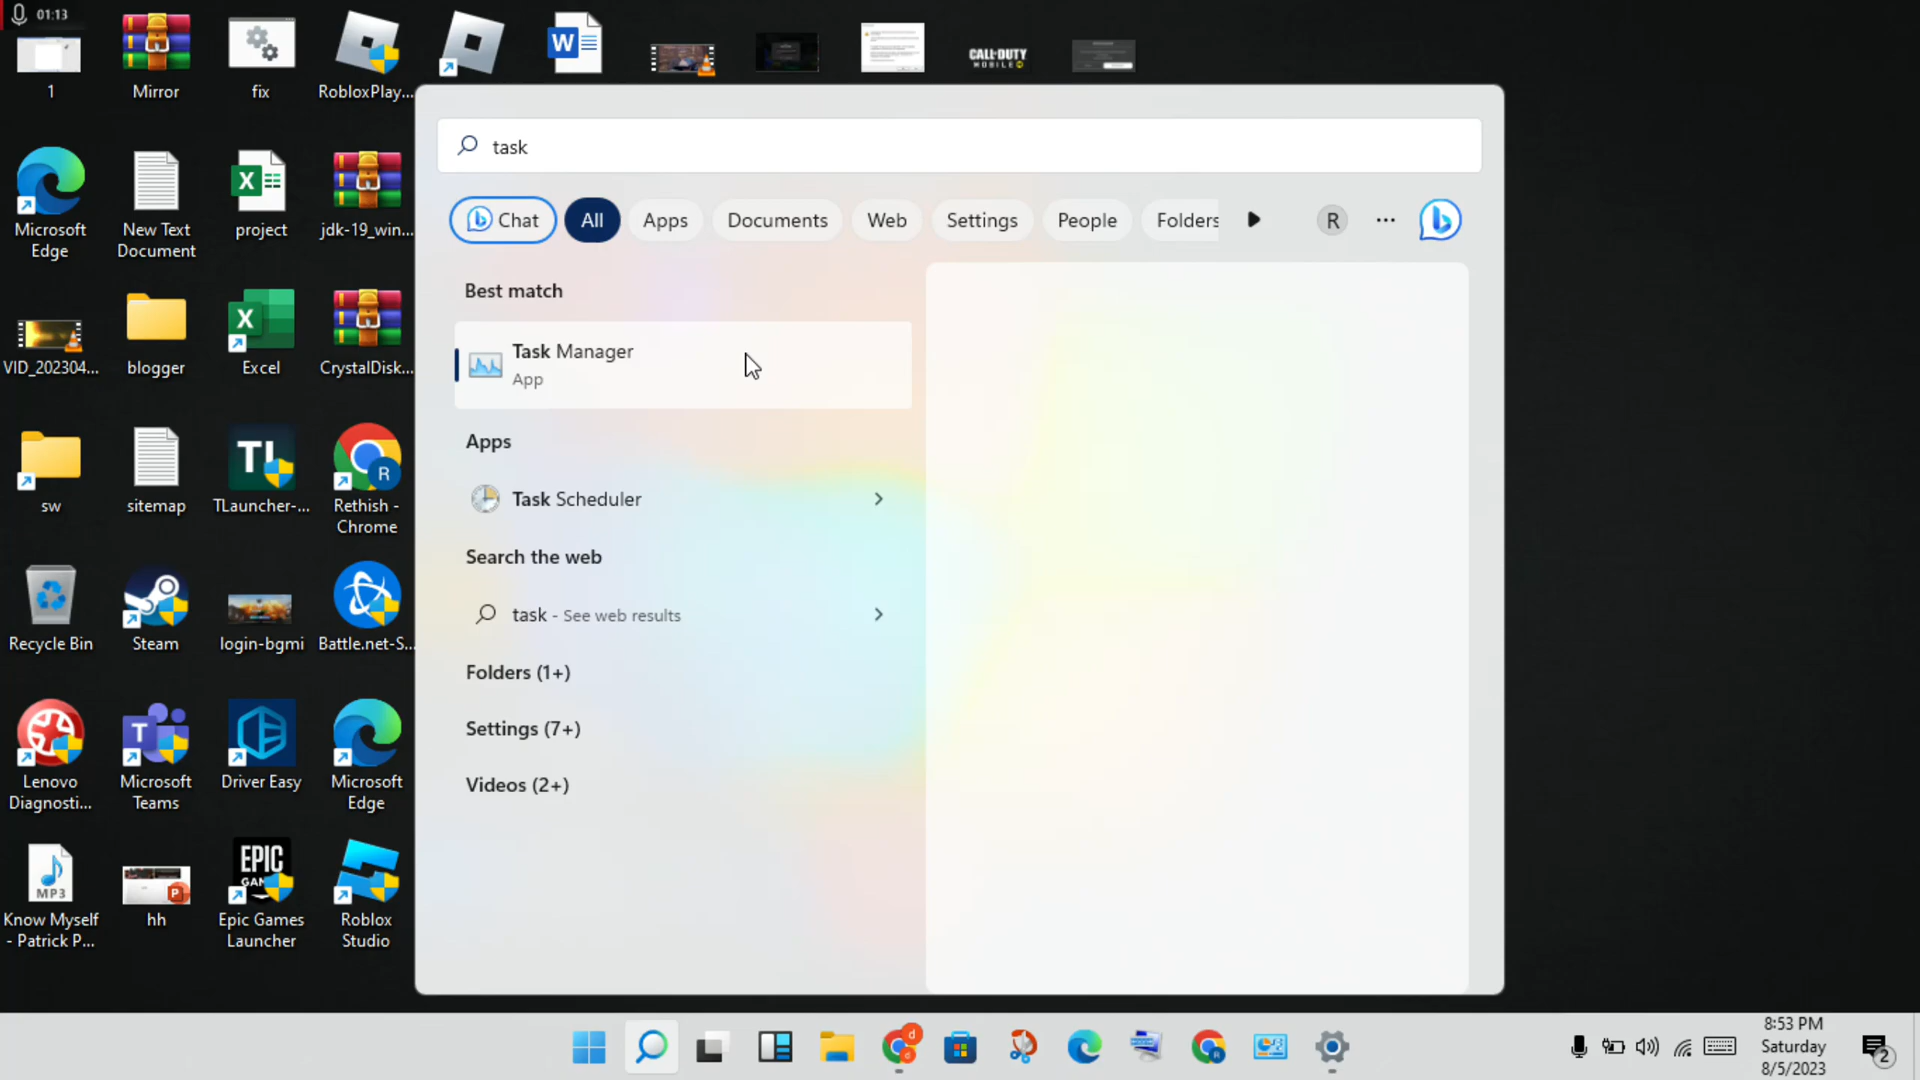 01:13
1
Mirror
fix
RobloxPlay...
W
CALL OF DUTY
MOBILE
Microsoft
Edge
New Text
Document
project
jdk-19_win...
VID_202304...
blogger
Excel
CrystalDisk...
sw
sitemap
TL
TLauncher-...
R
Rethish -
Chrome
Recycle Bin
Steam
login-bgmi
Battle.net-S...
Lenovo
Diagnosti...
Microsoft
Teams
Driver Easy
Microsoft
Edge
MP3
Know Myself
- Patrick P...
hh
EPIC
Epic Games
Launcher
Roblox
Studio
task
Chat
All
Apps
Documents
Web
Settings
People
Folders
R
Best match
Task Manager
App
Apps
Task Scheduler
Search the web
task - See web results
Folders (1+)
Settings (7+)
Videos (2+)
8:53 PM
Saturday
8/5/2023
2